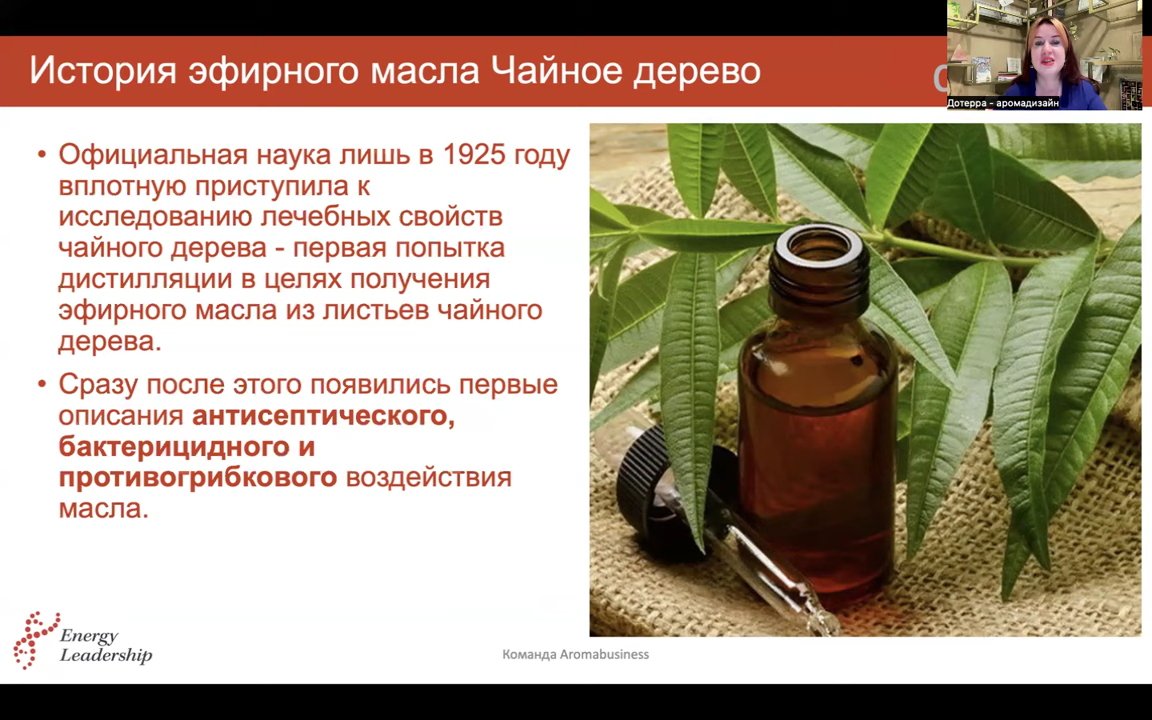 История эфирного масла Чайное дерево
Дотерра - аромадизайн
• Официальная наука лишь в 1925 году
вплотную приступила к
исследованию лечебных свойств
чайного дерева - первая попытка
дистилляции в целях получения
эфирного масла из листьев чайного
дерева.
• Сразу после этого появились первые
описания антисептического,
бактерицидного и
противогрибкового воздействия
масла.
Energy
Leadership
Команда Aromabusiness